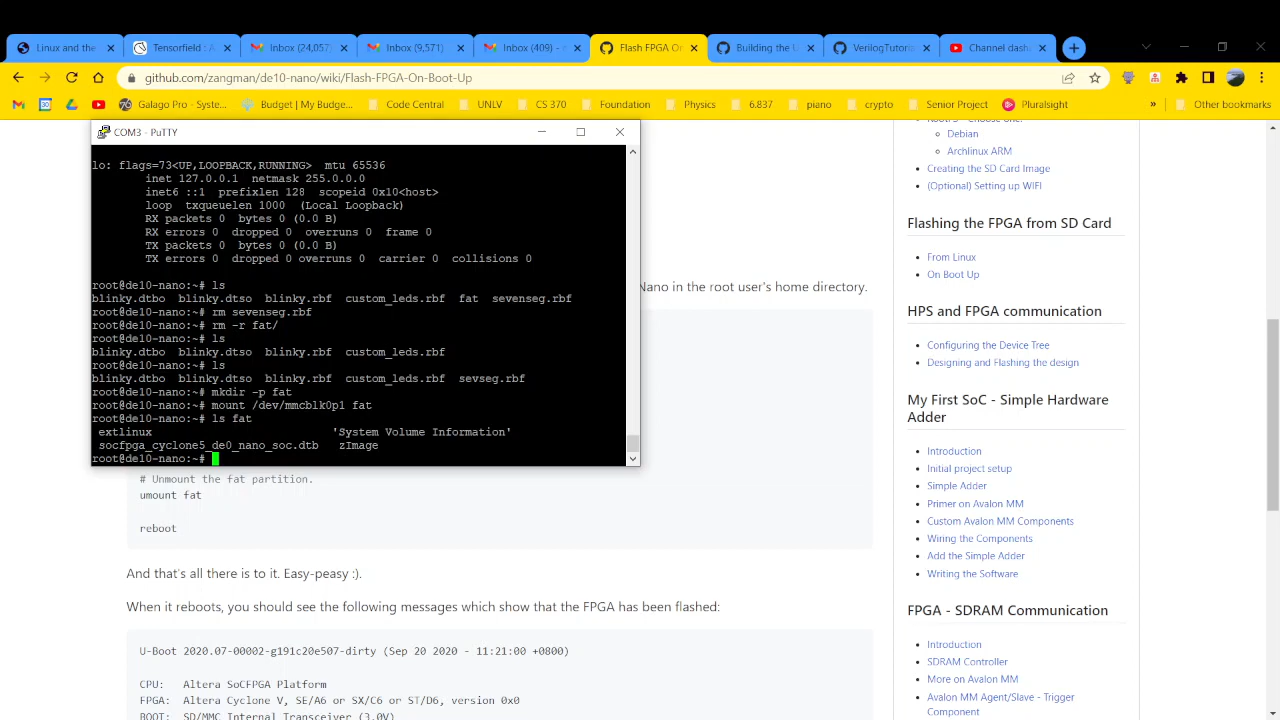 Linux and the
Tensorfield : A
Inbox (24,057)
Inbox (9,571)
Inbox (409) - r
Flash FPGA On
Building the U
VerilogTutoria
Channel dashb
github.com/zangman/de10-nano/wiki/Flash-FPGA-On-Boot-Up
Galago Pro - Syste...
Budget | My Budge...
Code Central
UNLV
CS 370
Foundation
Physics
6.837
piano
crypto
Senior Project
Pluralsight
»
Other bookmarks
COM3 - PuTTY
lo: flags=73<UP,LOOPBACK,RUNNING>  mtu 65536
inet 127.0.0.1  netmask 255.0.0.0
inet6 ::1  prefixlen 128  scopeid 0x10<host>
loop  txqueuelen 1000  (Local Loopback)
RX packets 0  bytes 0 (0.0 B)
RX errors 0  dropped 0  overruns 0  frame 0
TX packets 0  bytes 0 (0.0 B)
TX errors 0  dropped 0 overruns 0  carrier 0  collisions 0
root@de10-nano:~# ls
blinky.dtbo  blinky.dtso  blinky.rbf  custom_leds.rbf  fat  sevenseg.rbf
root@de10-nano:~# rm sevenseg.rbf
root@de10-nano:~# rm -r fat/
root@de10-nano:~# ls
blinky.dtbo  blinky.dtso  blinky.rbf  custom_leds.rbf
root@de10-nano:~# ls
blinky.dtbo  blinky.dtso  blinky.rbf  custom_leds.rbf  sevseg.rbf
root@de10-nano:~# mkdir -p fat
root@de10-nano:~# mount /dev/mmcblk0p1 fat
root@de10-nano:~# ls fat
extlinux                          'System Volume Information'
socfpga_cyclone5_de0_nano_soc.dtb   zImage
root@de10-nano:~#
Nano in the root user's home directory.
# Unmount the fat partition.
umount fat
reboot
And that's all there is to it. Easy-peasy :).
When it reboots, you should see the following messages which show that the FPGA has been flashed:
U-Boot 2020.07-00002-g191c20e507-dirty (Sep 20 2020 - 11:21:00 +0800)
CPU:   Altera SoCFPGA Platform
FPGA:  Altera Cyclone V, SE/A6 or SX/C6 or ST/D6, version 0x0
BOOT:  SD/MMC Internal Transceiver (3.0V)
Debian
Archlinux ARM
Creating the SD Card Image
(Optional) Setting up WIFI
Flashing the FPGA from SD Card
From Linux
On Boot Up
HPS and FPGA communication
Configuring the Device Tree
Designing and Flashing the design
My First SoC - Simple Hardware
Adder
Introduction
Initial project setup
Simple Adder
Primer on Avalon MM
Custom Avalon MM Components
Wiring the Components
Add the Simple Adder
Writing the Software
FPGA - SDRAM Communication
Introduction
SDRAM Controller
More on Avalon MM
Avalon MM Agent/Slave - Trigger
Component